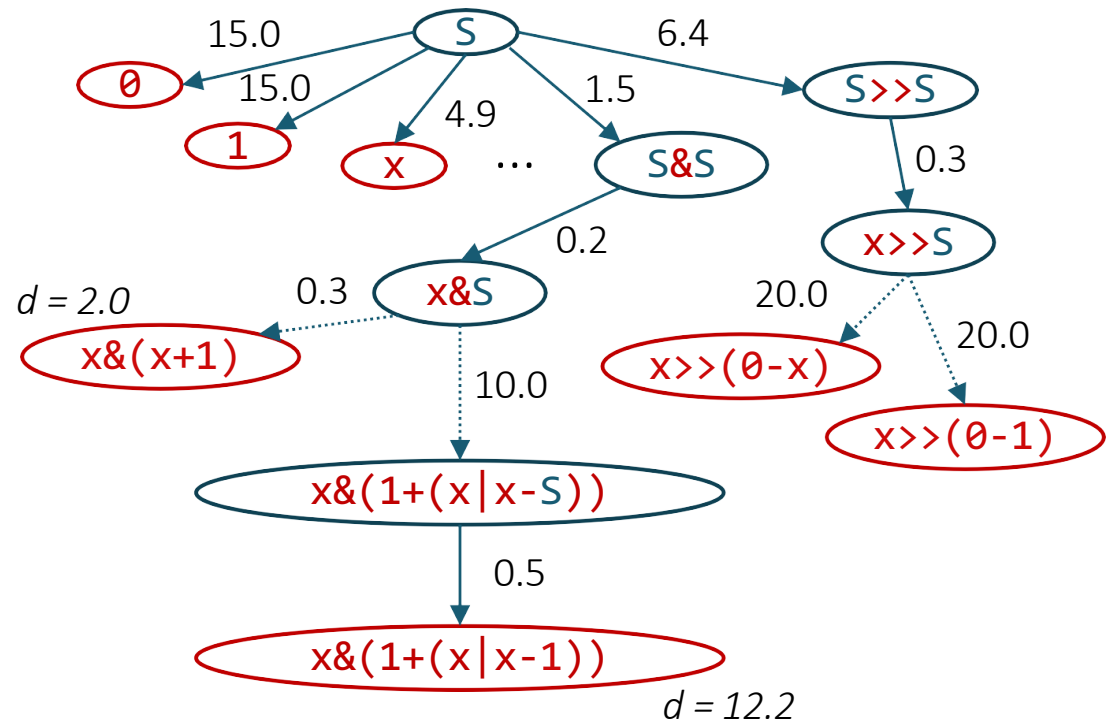 S
15.0
6.4
0
15.0
1.5
S>>S
4.9
1
x
...
S&S
0.3
0.2
x>>S
x&S
d = 2.0
0.3
20.0
20.0
x&(x+1)
x>>(0-x)
10.0
x>>(0-1)
x&(1+(x|x-S))
0.5
x&(1+(x|x-1))
d = 12.2